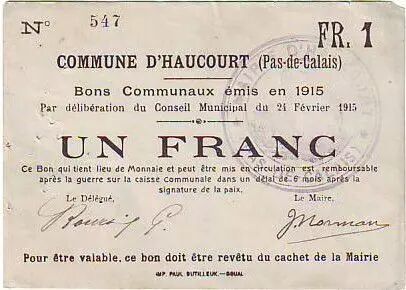 N° 547
FR. 1
COMMUNE D'HAUCOURT (Pas-de-Calais)
Bons Communaux émis en 1915
Par délibération du Conseil Municipal du 21 Février 1915
UN FRANC
Ce Bon qui tient lieu de Monnaie et peut être mis en circulation est remboursable
après la guerre sur la caisse Communale dans un délai de 6 mois après la
signature de la paix.
Le Délégué, Le Maire,
Pour être valable, ce bon doit être revêtu du cachet de la Mairie
IMP. PAUL DUTILLEUX.—DOUAI